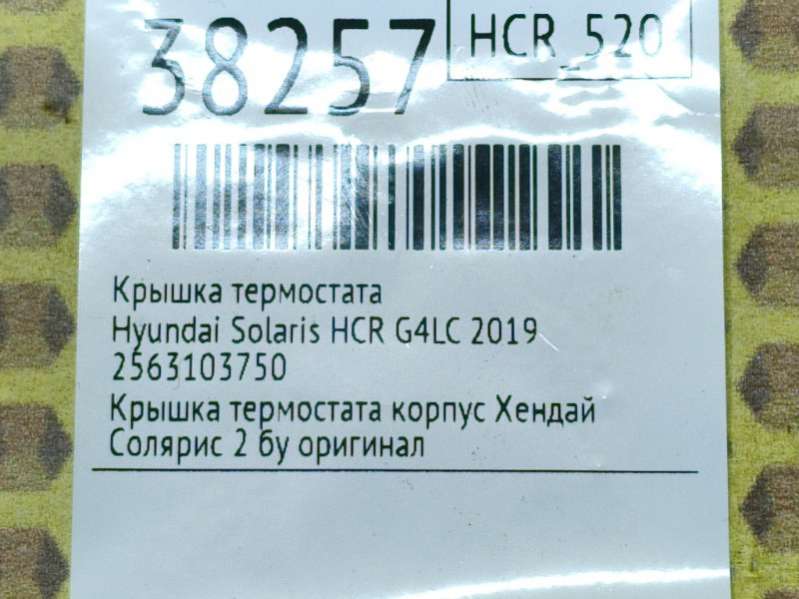 38257
HCR_520
Крышка термостата
Hyundai Solaris HCR G4LC 2019
2563103750
Крышка термостата корпус Хендай
Солярис 2 бу оригинал